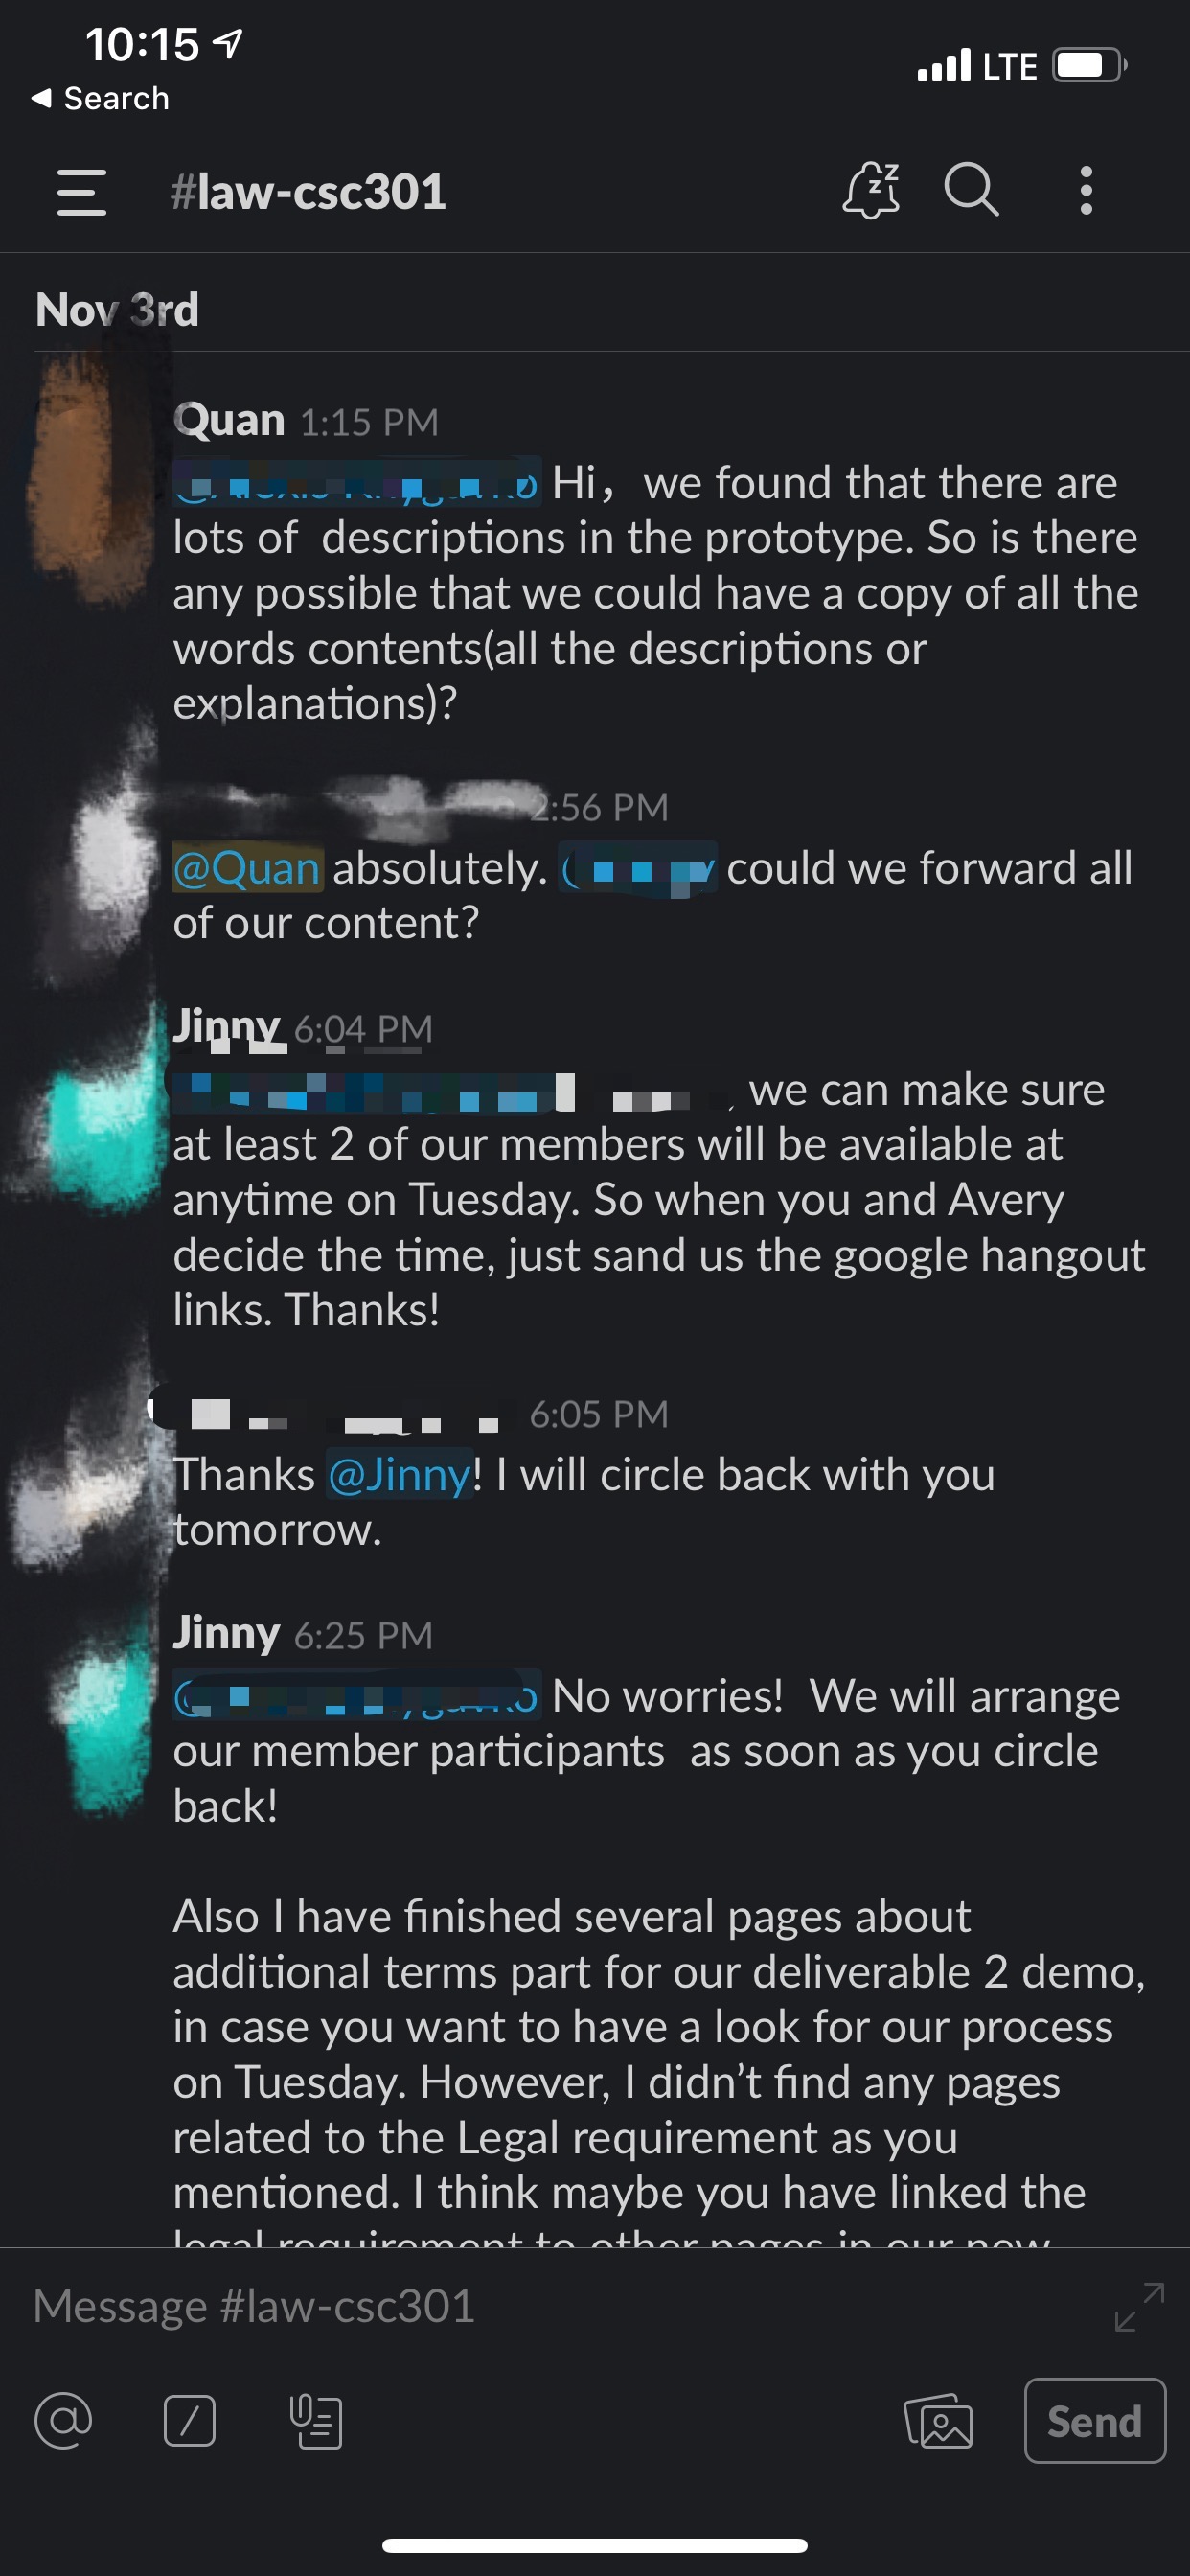 10:15
LTE
Search
#law-csc301
Nov 3rd
Quan 1:15 PM
Hi， we found that there are
lots of  descriptions in the prototype. So is there
any possible that we could have a copy of all the
words contents(all the descriptions or
explanations)?
2:56 PM
@Quan absolutely. could we forward all
of our content?
Jinny 6:04 PM
, we can make sure
at least 2 of our members will be available at
anytime on Tuesday. So when you and Avery
decide the time, just sand us the google hangout
links. Thanks!
6:05 PM
Thanks @Jinny! I will circle back with you
tomorrow.
Jinny 6:25 PM
No worries!  We will arrange
our member participants  as soon as you circle
back!
Also I have finished several pages about
additional terms part for our deliverable 2 demo,
in case you want to have a look for our process
on Tuesday. However, I didn’t find any pages
related to the Legal requirement as you
mentioned. I think maybe you have linked the
legal requirement to other pages in our new
Message #law-csc301
Send